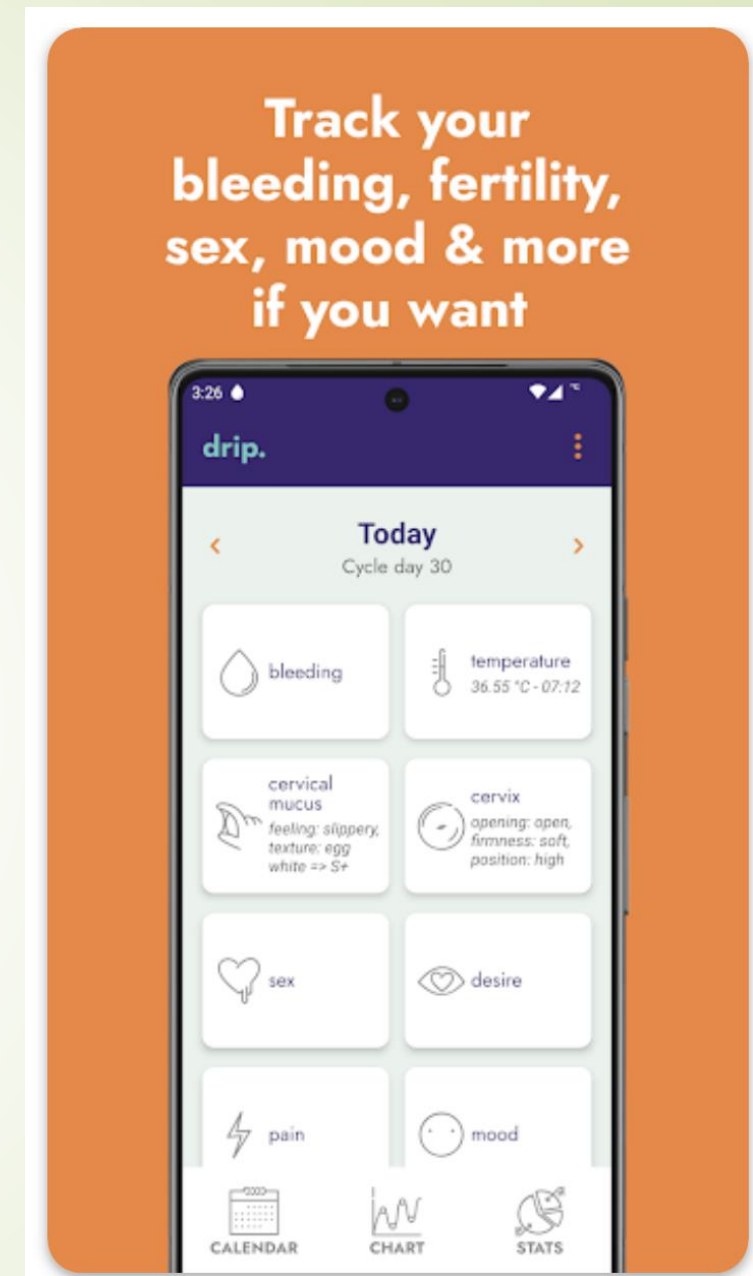 Track your
bleeding, fertility,
sex, mood & more
if you want
3:26
drip.
Today
Cycle day 30
bleeding
temperature
36.55 °C - 07:12
cervical
mucus
feeling: slippery,
texture: egg
white => S+
cervix
opening: open,
firmness: soft,
position: high
sex
desire
pain
mood
CALENDAR
CHART
STATS